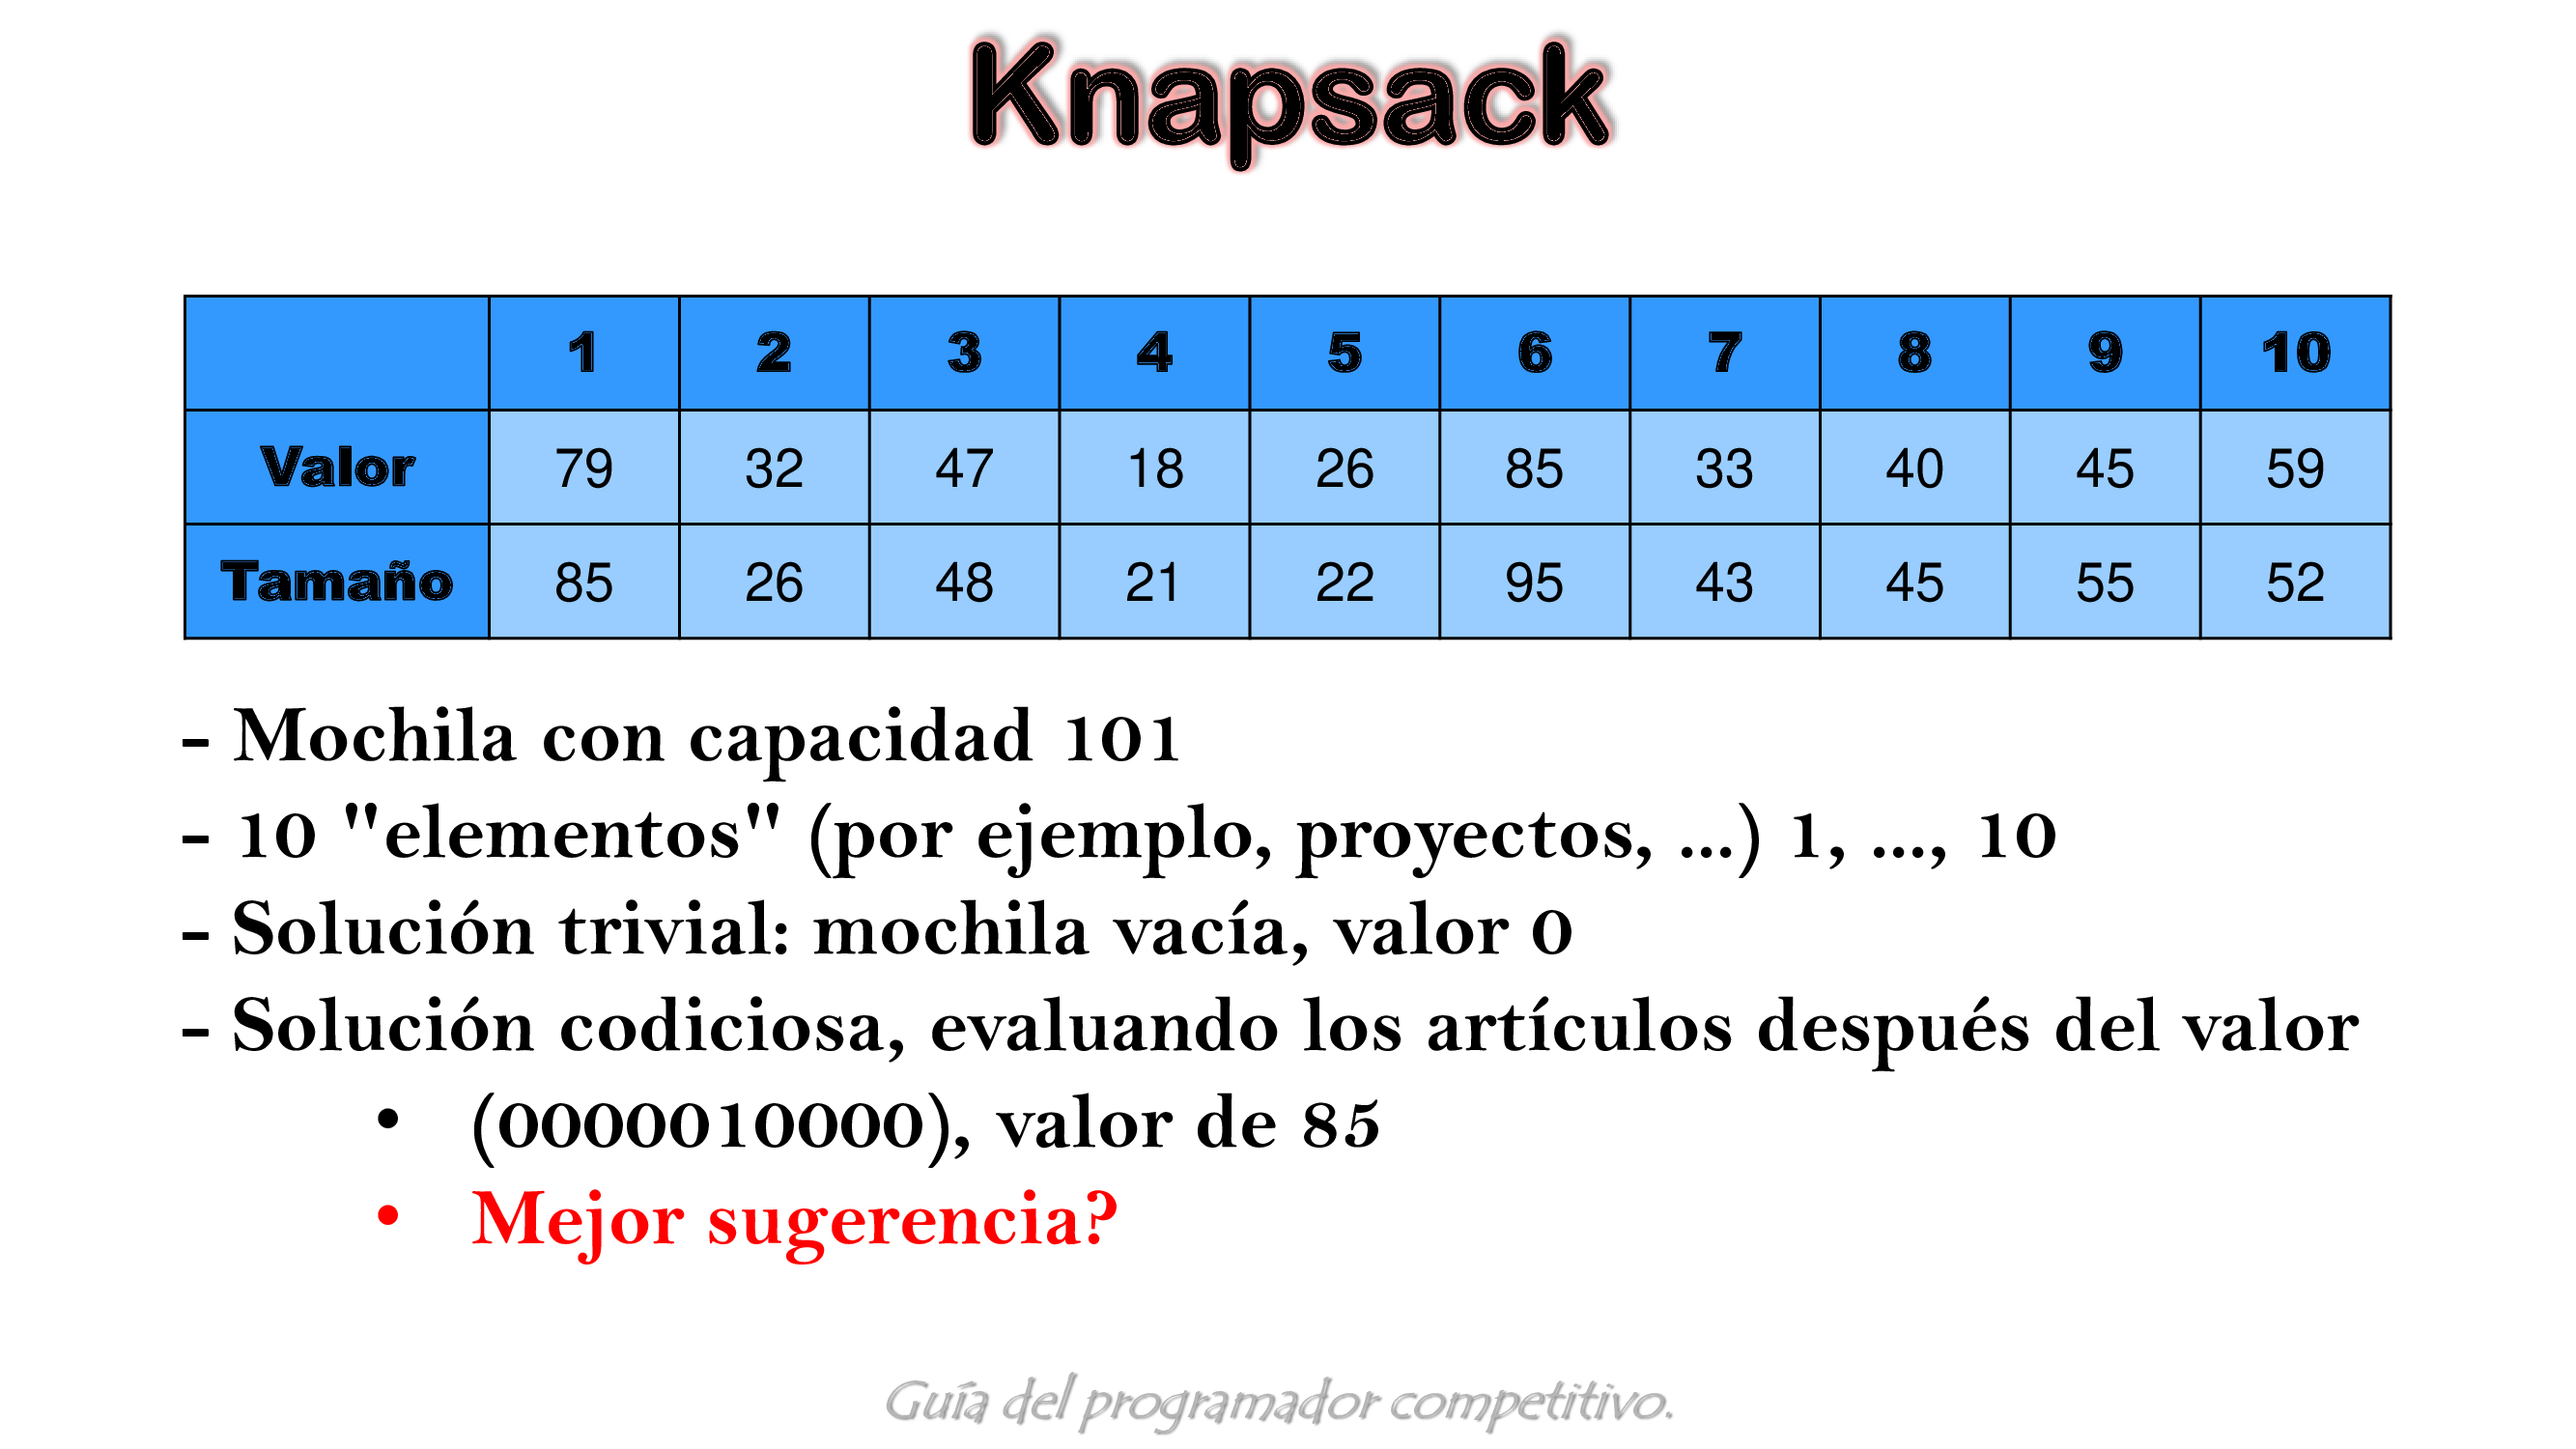 Knapsack
1 2 3 4 5 6 7 8 9 10
Valor 79 32 47 18 26 85 33 40 45 59
Tamaño 85 26 48 21 22 95 43 45 55 52
- Mochila con capacidad 101
- 10 "elementos" (por ejemplo, proyectos, ...) 1, ..., 10
- Solución trivial: mochila vacía, valor 0
- Solución codiciosa, evaluando los artículos después del valor
• (0000010000), valor de 85
• Mejor sugerencia?
Guía del programador competitivo.